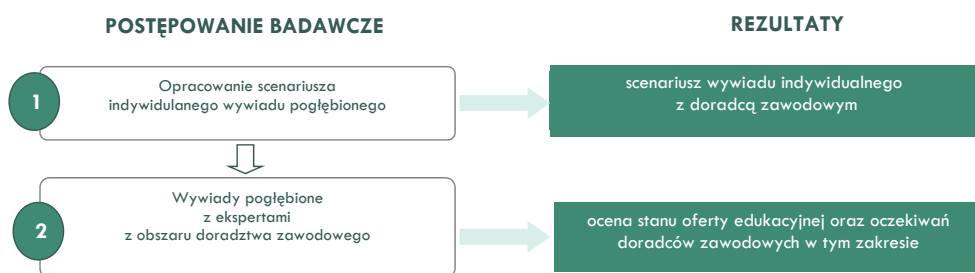 POSTĘPOWANIE BADAWCZE
REZULTATY
1
Opracowanie scenariusza
indywidulanego wywiadu pogłębionego
scenariusz wywiadu indywidualnego
z doradcą zawodowym
2
Wywiady pogłębione
z ekspertami
z obszaru doradztwa zawodowego
ocena stanu oferty edukacyjnej oraz oczekiwań
doradców zawodowych w tym zakresie